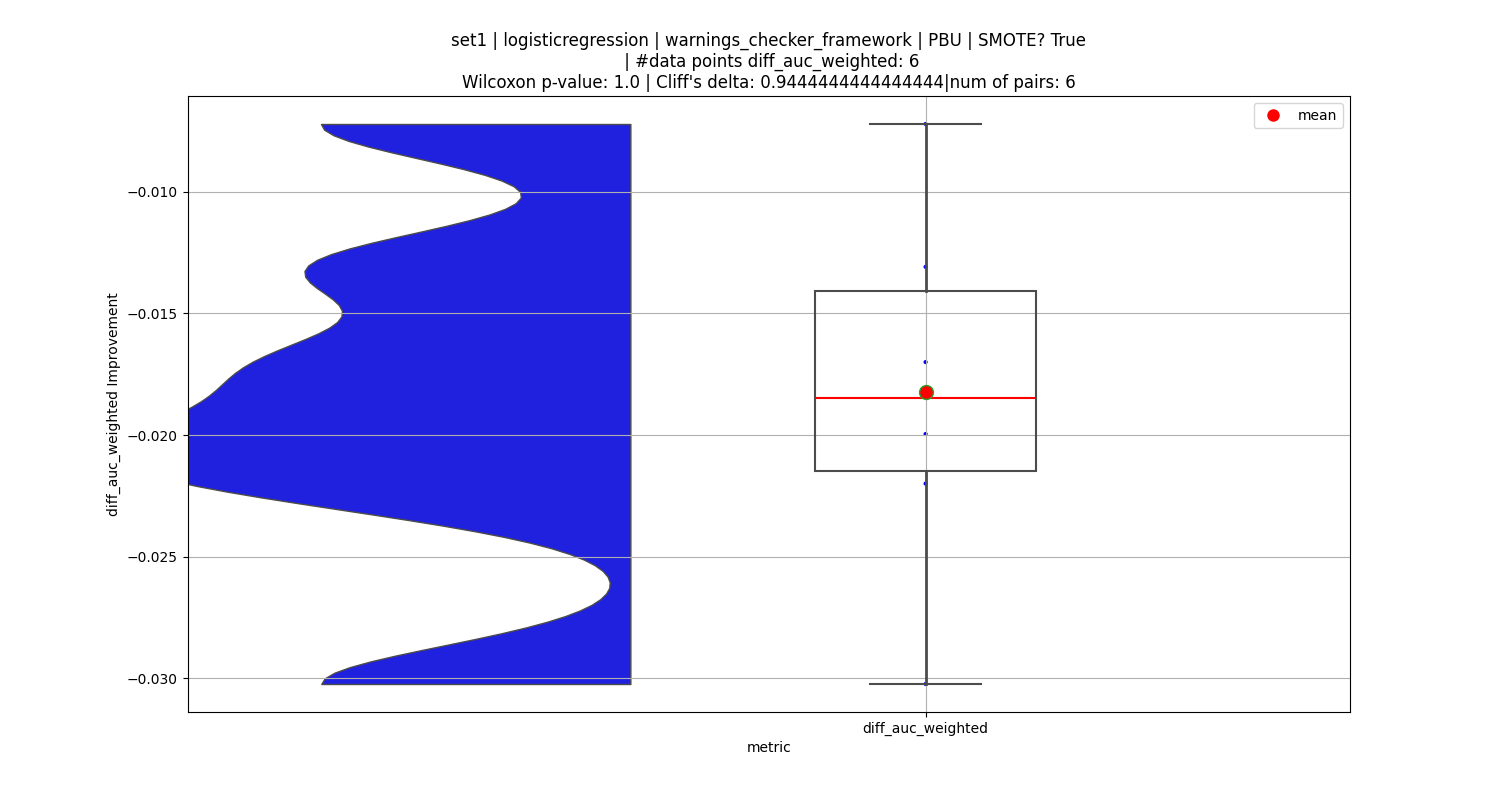 set1 | logisticregression | warnings_checker_framework | PBU | SMOTE? True
| #data points diff_auc_weighted: 6
Wilcoxon p-value: 1.0 | Cliff's delta: 0.9444444444444444|num of pairs: 6
mean
−0.010
−0.015
−0.020
−0.025
−0.030
diff_auc_weighted Improvement
diff_auc_weighted
metric